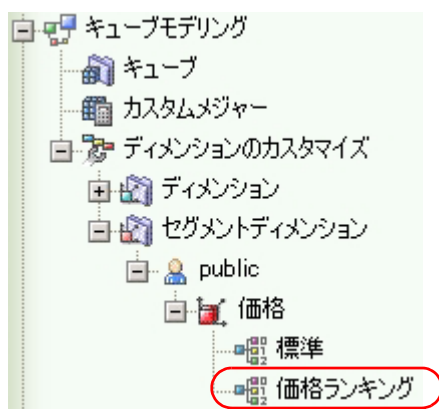 キューブモデリング
キューブ
カスタムメジャー
ディメンションのカスタマイズ
ディメンション
セグメントディメンション
public
価格
標準
価格ランキング